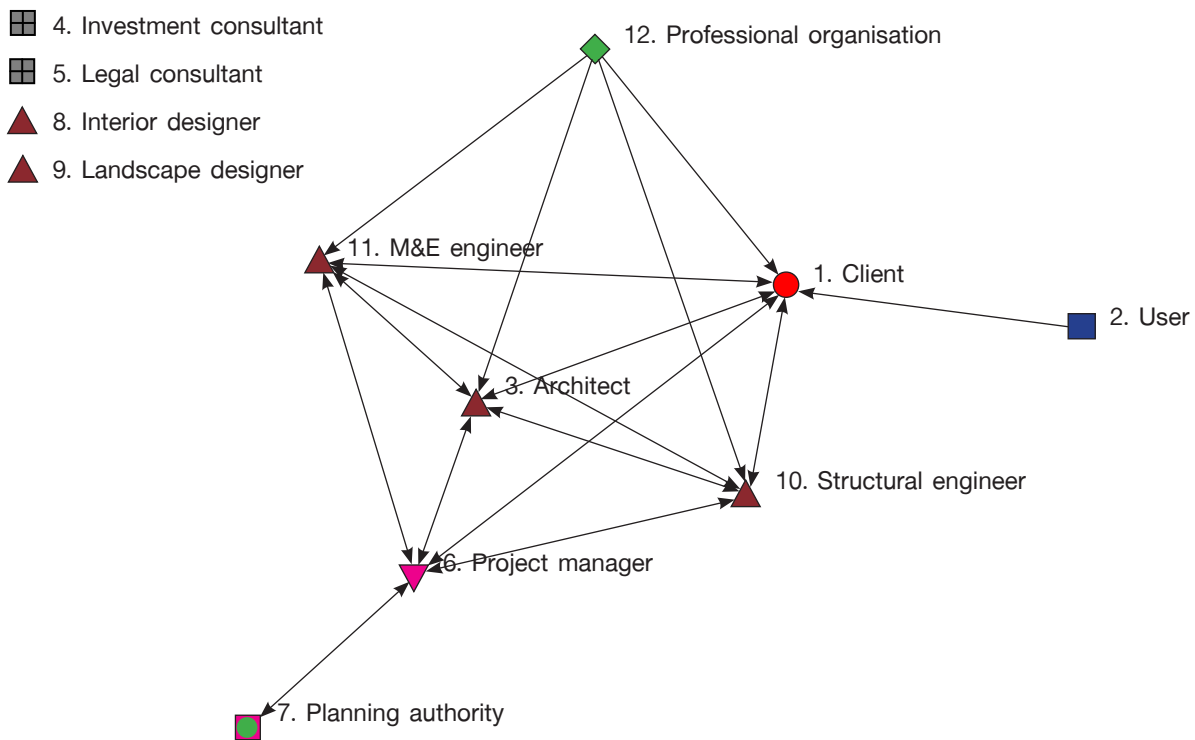 4. Investment consultant
12. Professional organisation
5. Legal consultant
8. Interior designer
9. Landscape designer
11. M&E engineer
1. Client
2. User
3. Architect
10. Structural engineer
6. Project manager
7. Planning authority